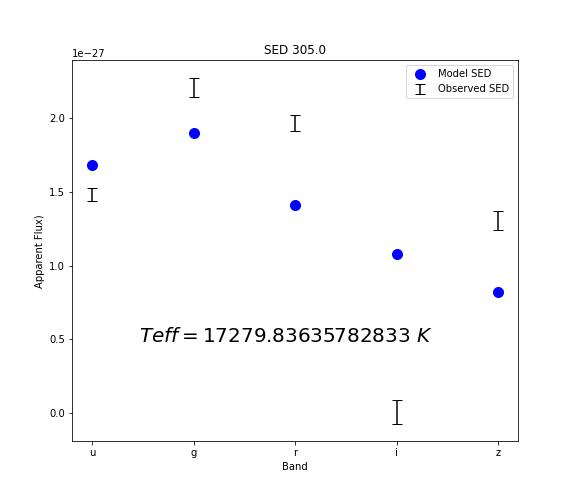 SED 305.0
1e−27
Model SED
Observed SED
2.0
1.5
1.0
0.5
0.0
Apparent Flux)
Teff = 17279.83635782833 K
u g r i z
Band